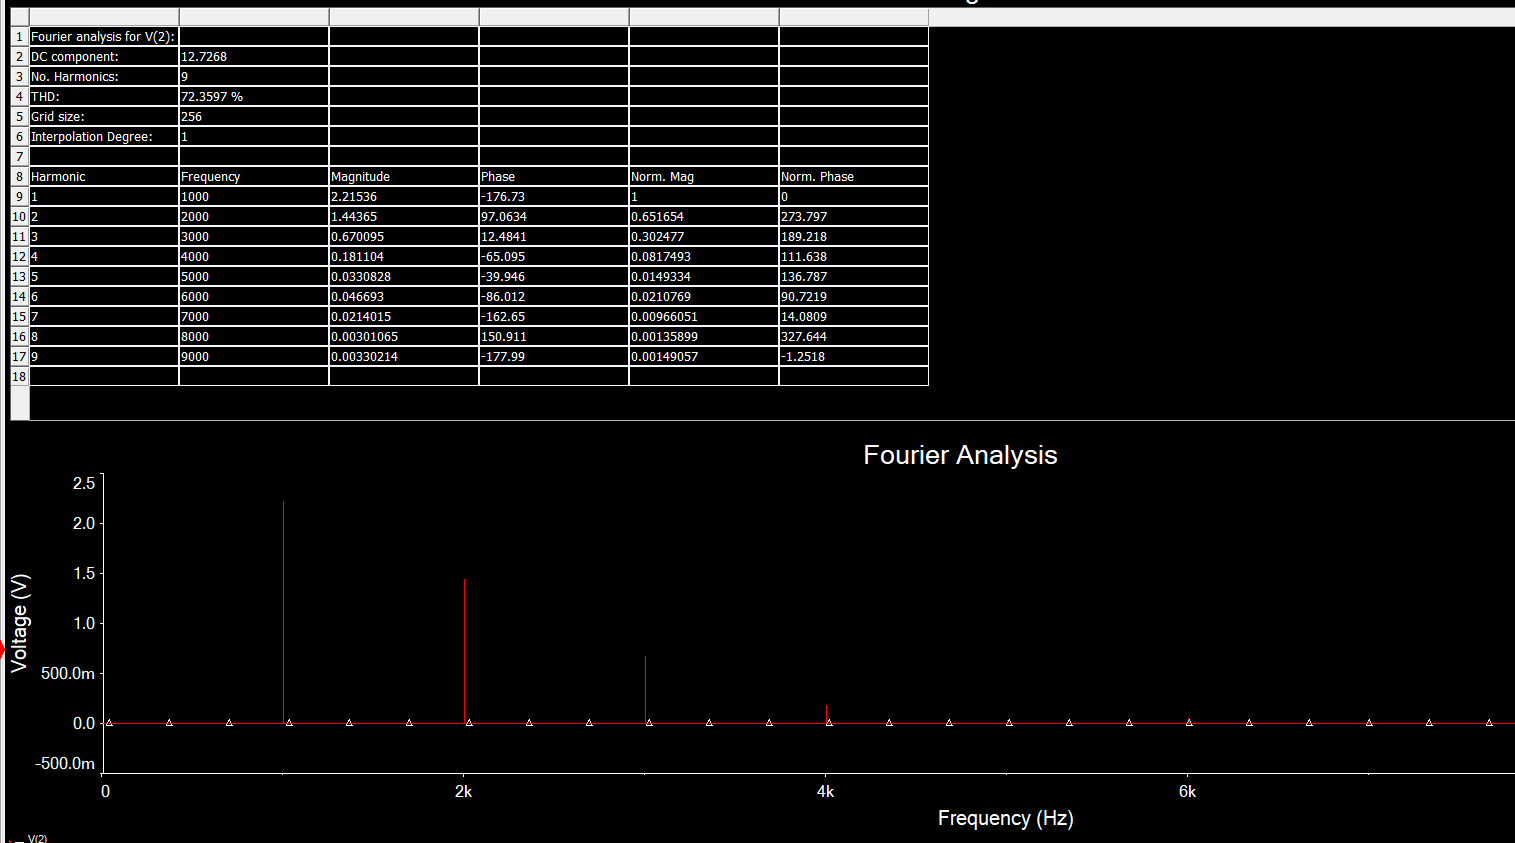 1 Fourier analysis for V(2):
2 DC component: 12.7268
3 No. Harmonics: 9
4 THD: 72.3597 %
5 Grid size: 256
6 Interpolation Degree: 1
7
8 Harmonic Frequency Magnitude Phase Norm. Mag Norm. Phase
9 1 1000 2.21536 -176.73 1 0
10 2 2000 1.44365 97.0634 0.651654 273.797
11 3 3000 0.670095 12.4841 0.302477 189.218
12 4 4000 0.181104 -65.095 0.0817493 111.638
13 5 5000 0.0330828 -39.946 0.0149334 136.787
14 6 6000 0.046693 -86.012 0.0210769 90.7219
15 7 7000 0.0214015 -162.65 0.00966051 14.0809
16 8 8000 0.00301065 150.911 0.00135899 327.644
17 9 9000 0.00330214 -177.99 0.00149057 -1.2518
18
Fourier Analysis
Voltage (V)
2.5
2.0
1.5
1.0
500.0m
0.0
-500.0m
0 2k 4k 6k
Frequency (Hz)
V(2)